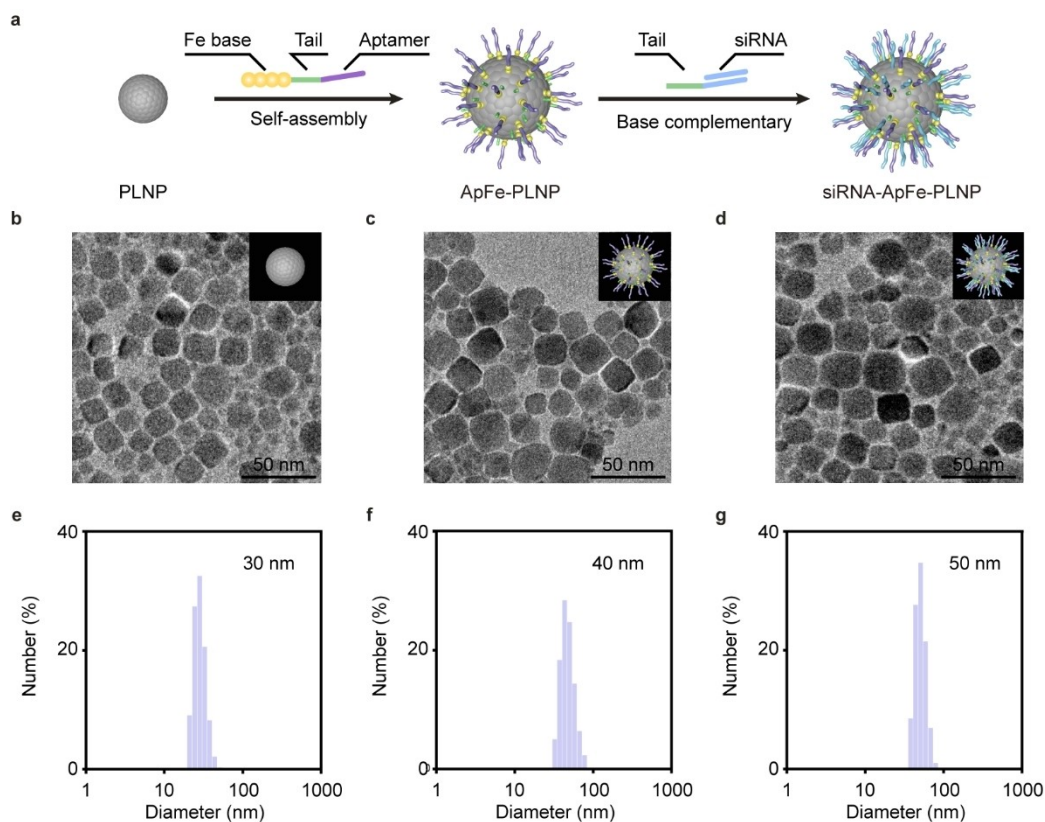 a
Fe base Tail Aptamer
Tail siRNA
Self-assembly
Base complementary
PLNP
ApFe-PLNP
siRNA-ApFe-PLNP
b
c
d
50 nm
50 nm
50 nm
e
f
g
40
20
0
Number (%)
30 nm
1 10 100 1000
Diameter (nm)
40
20
0
Number (%)
40 nm
1 10 100 1000
Diameter (nm)
40
20
0
Number (%)
50 nm
1 10 100 1000
Diameter (nm)